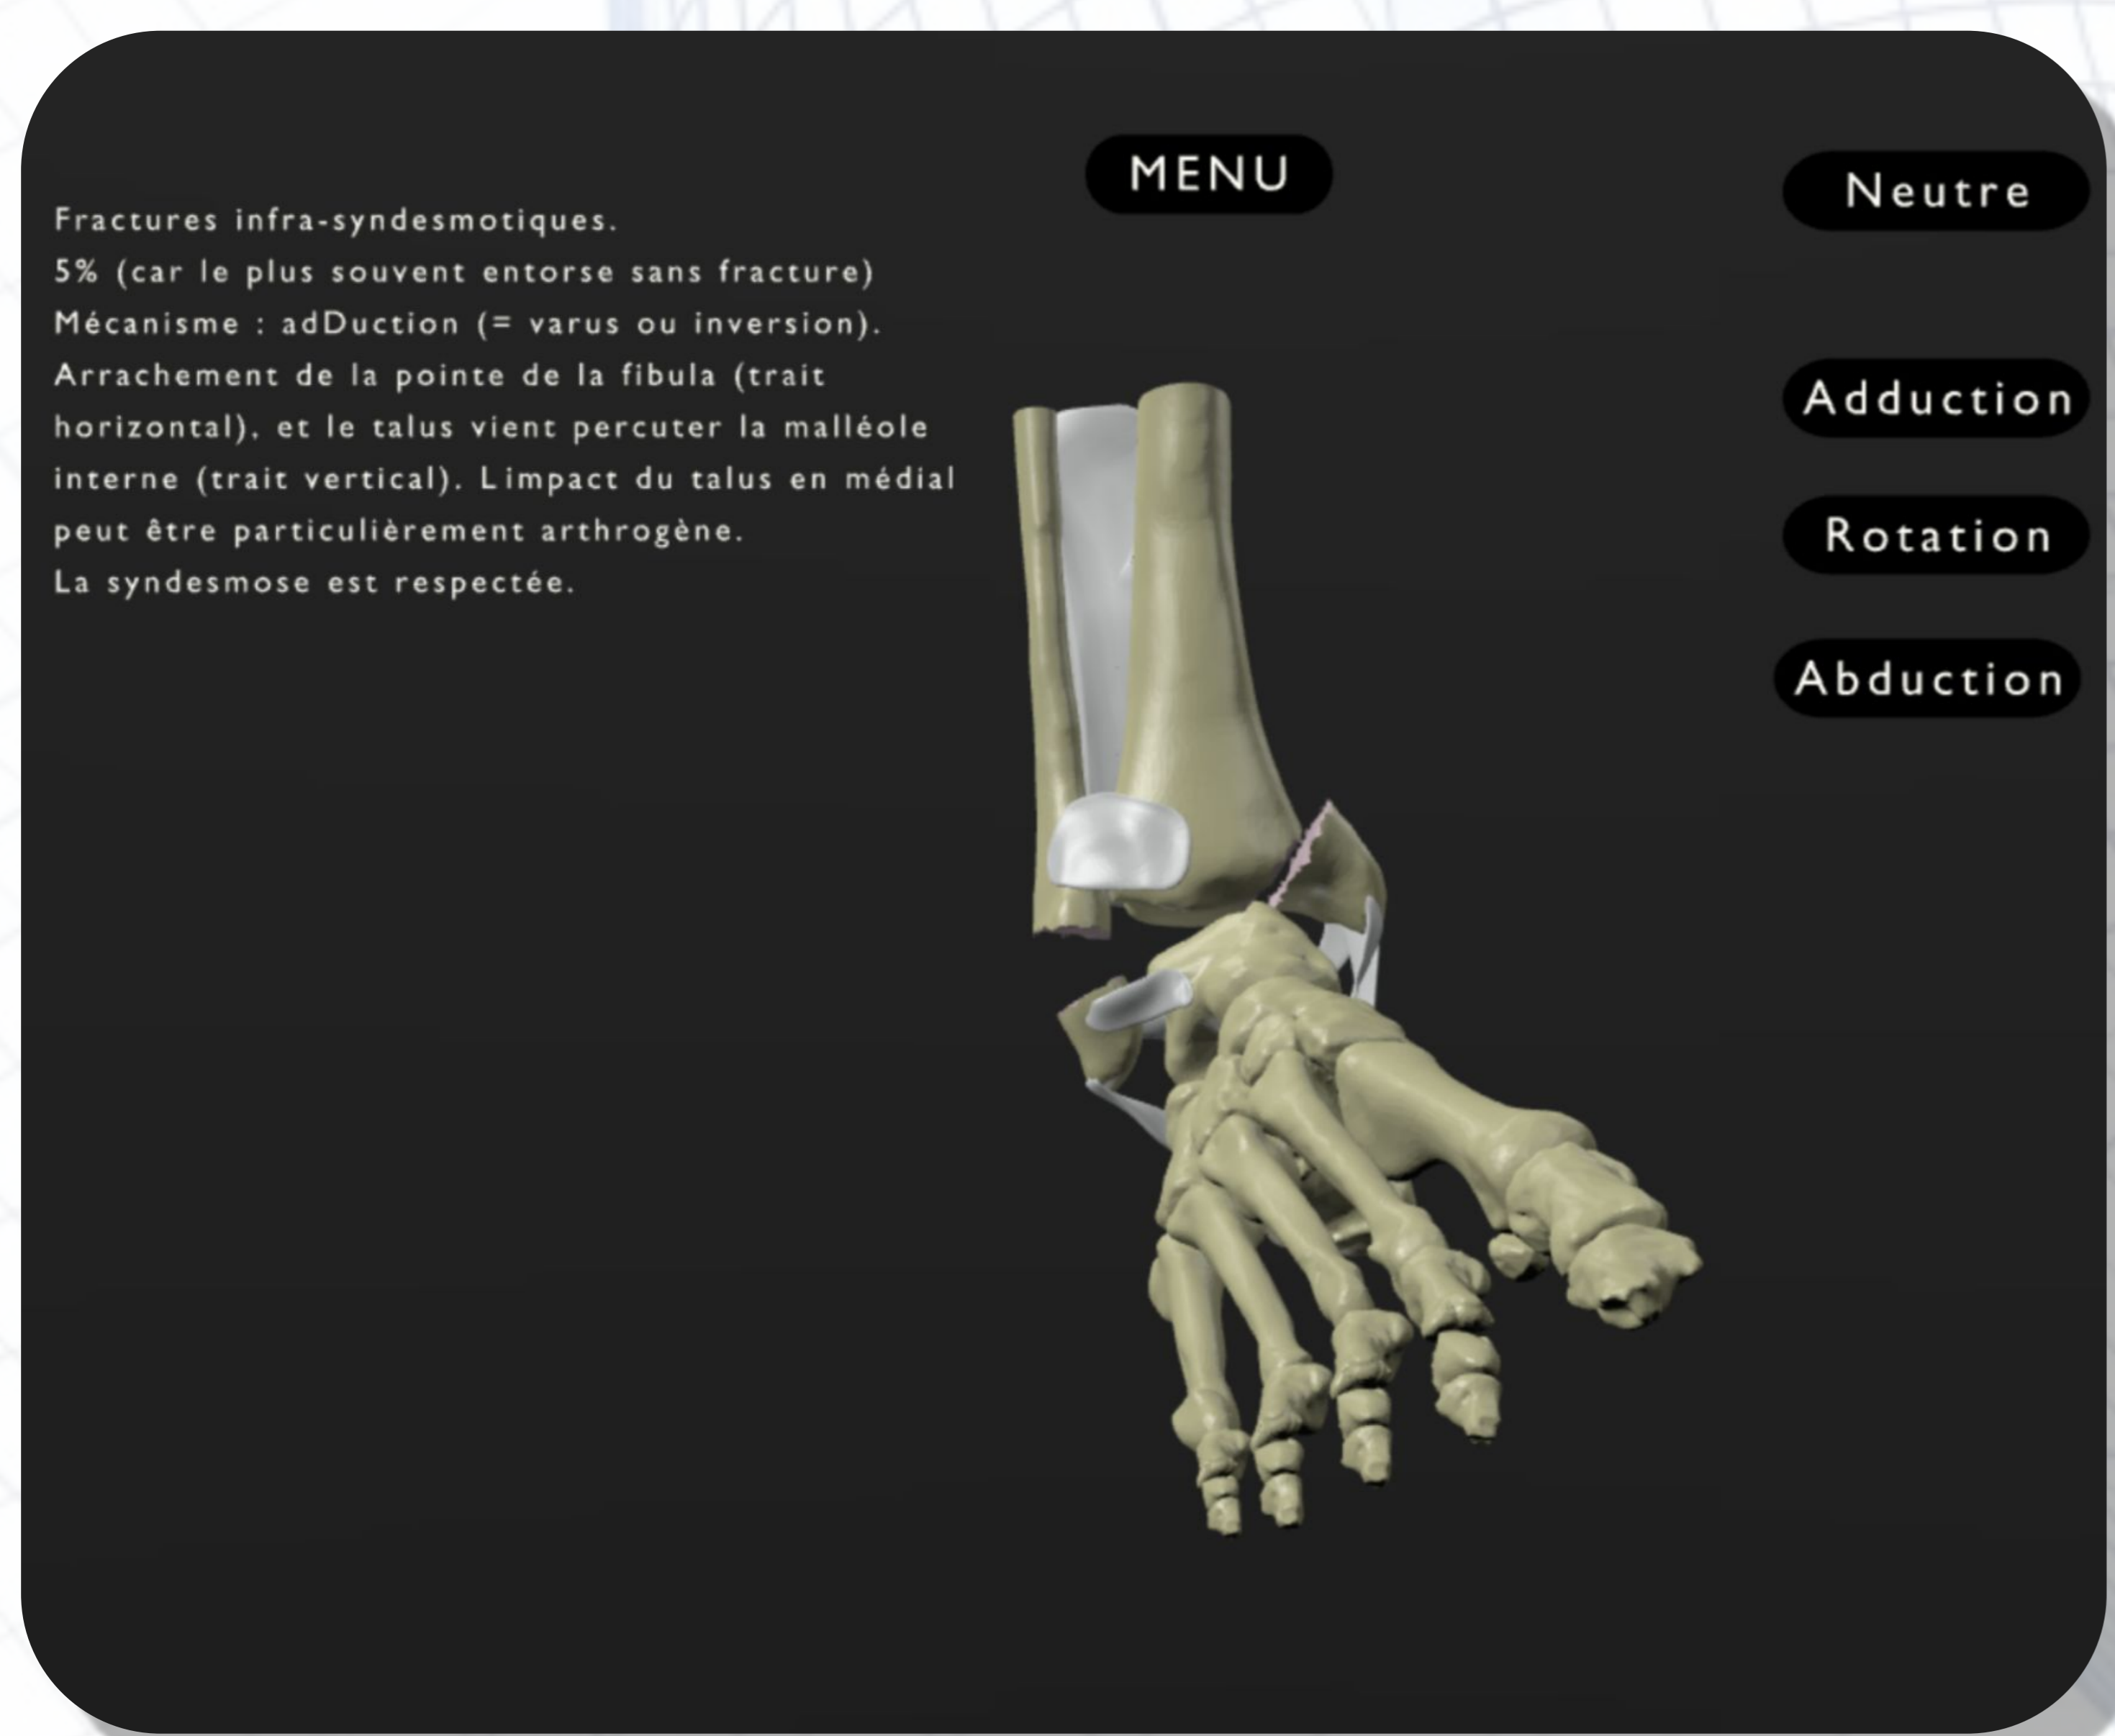 MENU
Neutre
Fractures infra-syndesmotiques.
5% (car le plus souvent entorse sans fracture)
Mécanisme : adDuction (= varus ou inversion).
Arrachement de la pointe de la fibula (trait
horizontal), et le talus vient percuter la malléole
interne (trait vertical). Limpact du talus en médial
peut être particulièrement arthrogène.
La syndesmose est respectée.
Adduction
Rotation
Abduction